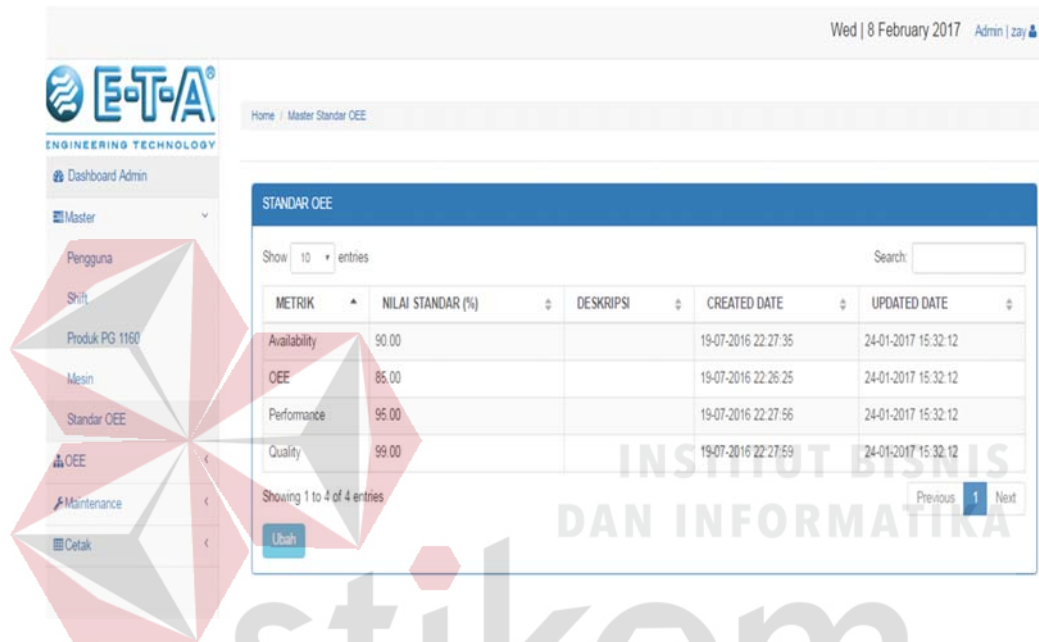 Wed | 8 February 2017 Admin | zay
E-T-A®
ENGINEERING TECHNOLOGY
Home / Master Standar OEE
Dashboard Admin
Master
Pengguna
Shift
Produk PG 1160
Mesin
Standar OEE
OEE
Maintenance
Cetak
STANDAR OEE
Show 10 entries Search:
METRIK NILAI STANDAR (%) DESKRIPSI CREATED DATE UPDATED DATE
Availability 90.00 19-07-2016 22:27:35 24-01-2017 15:32:12
OEE 85.00 19-07-2016 22:26:25 24-01-2017 15:32:12
Performance 95.00 19-07-2016 22:27:56 24-01-2017 15:32:12
Quality 99.00 19-07-2016 22:27:59 24-01-2017 15:32:12
Showing 1 to 4 of 4 entries Previous 1 Next
Ubah
INSTITUT BISNIS
DAN INFORMATIKA
stikom